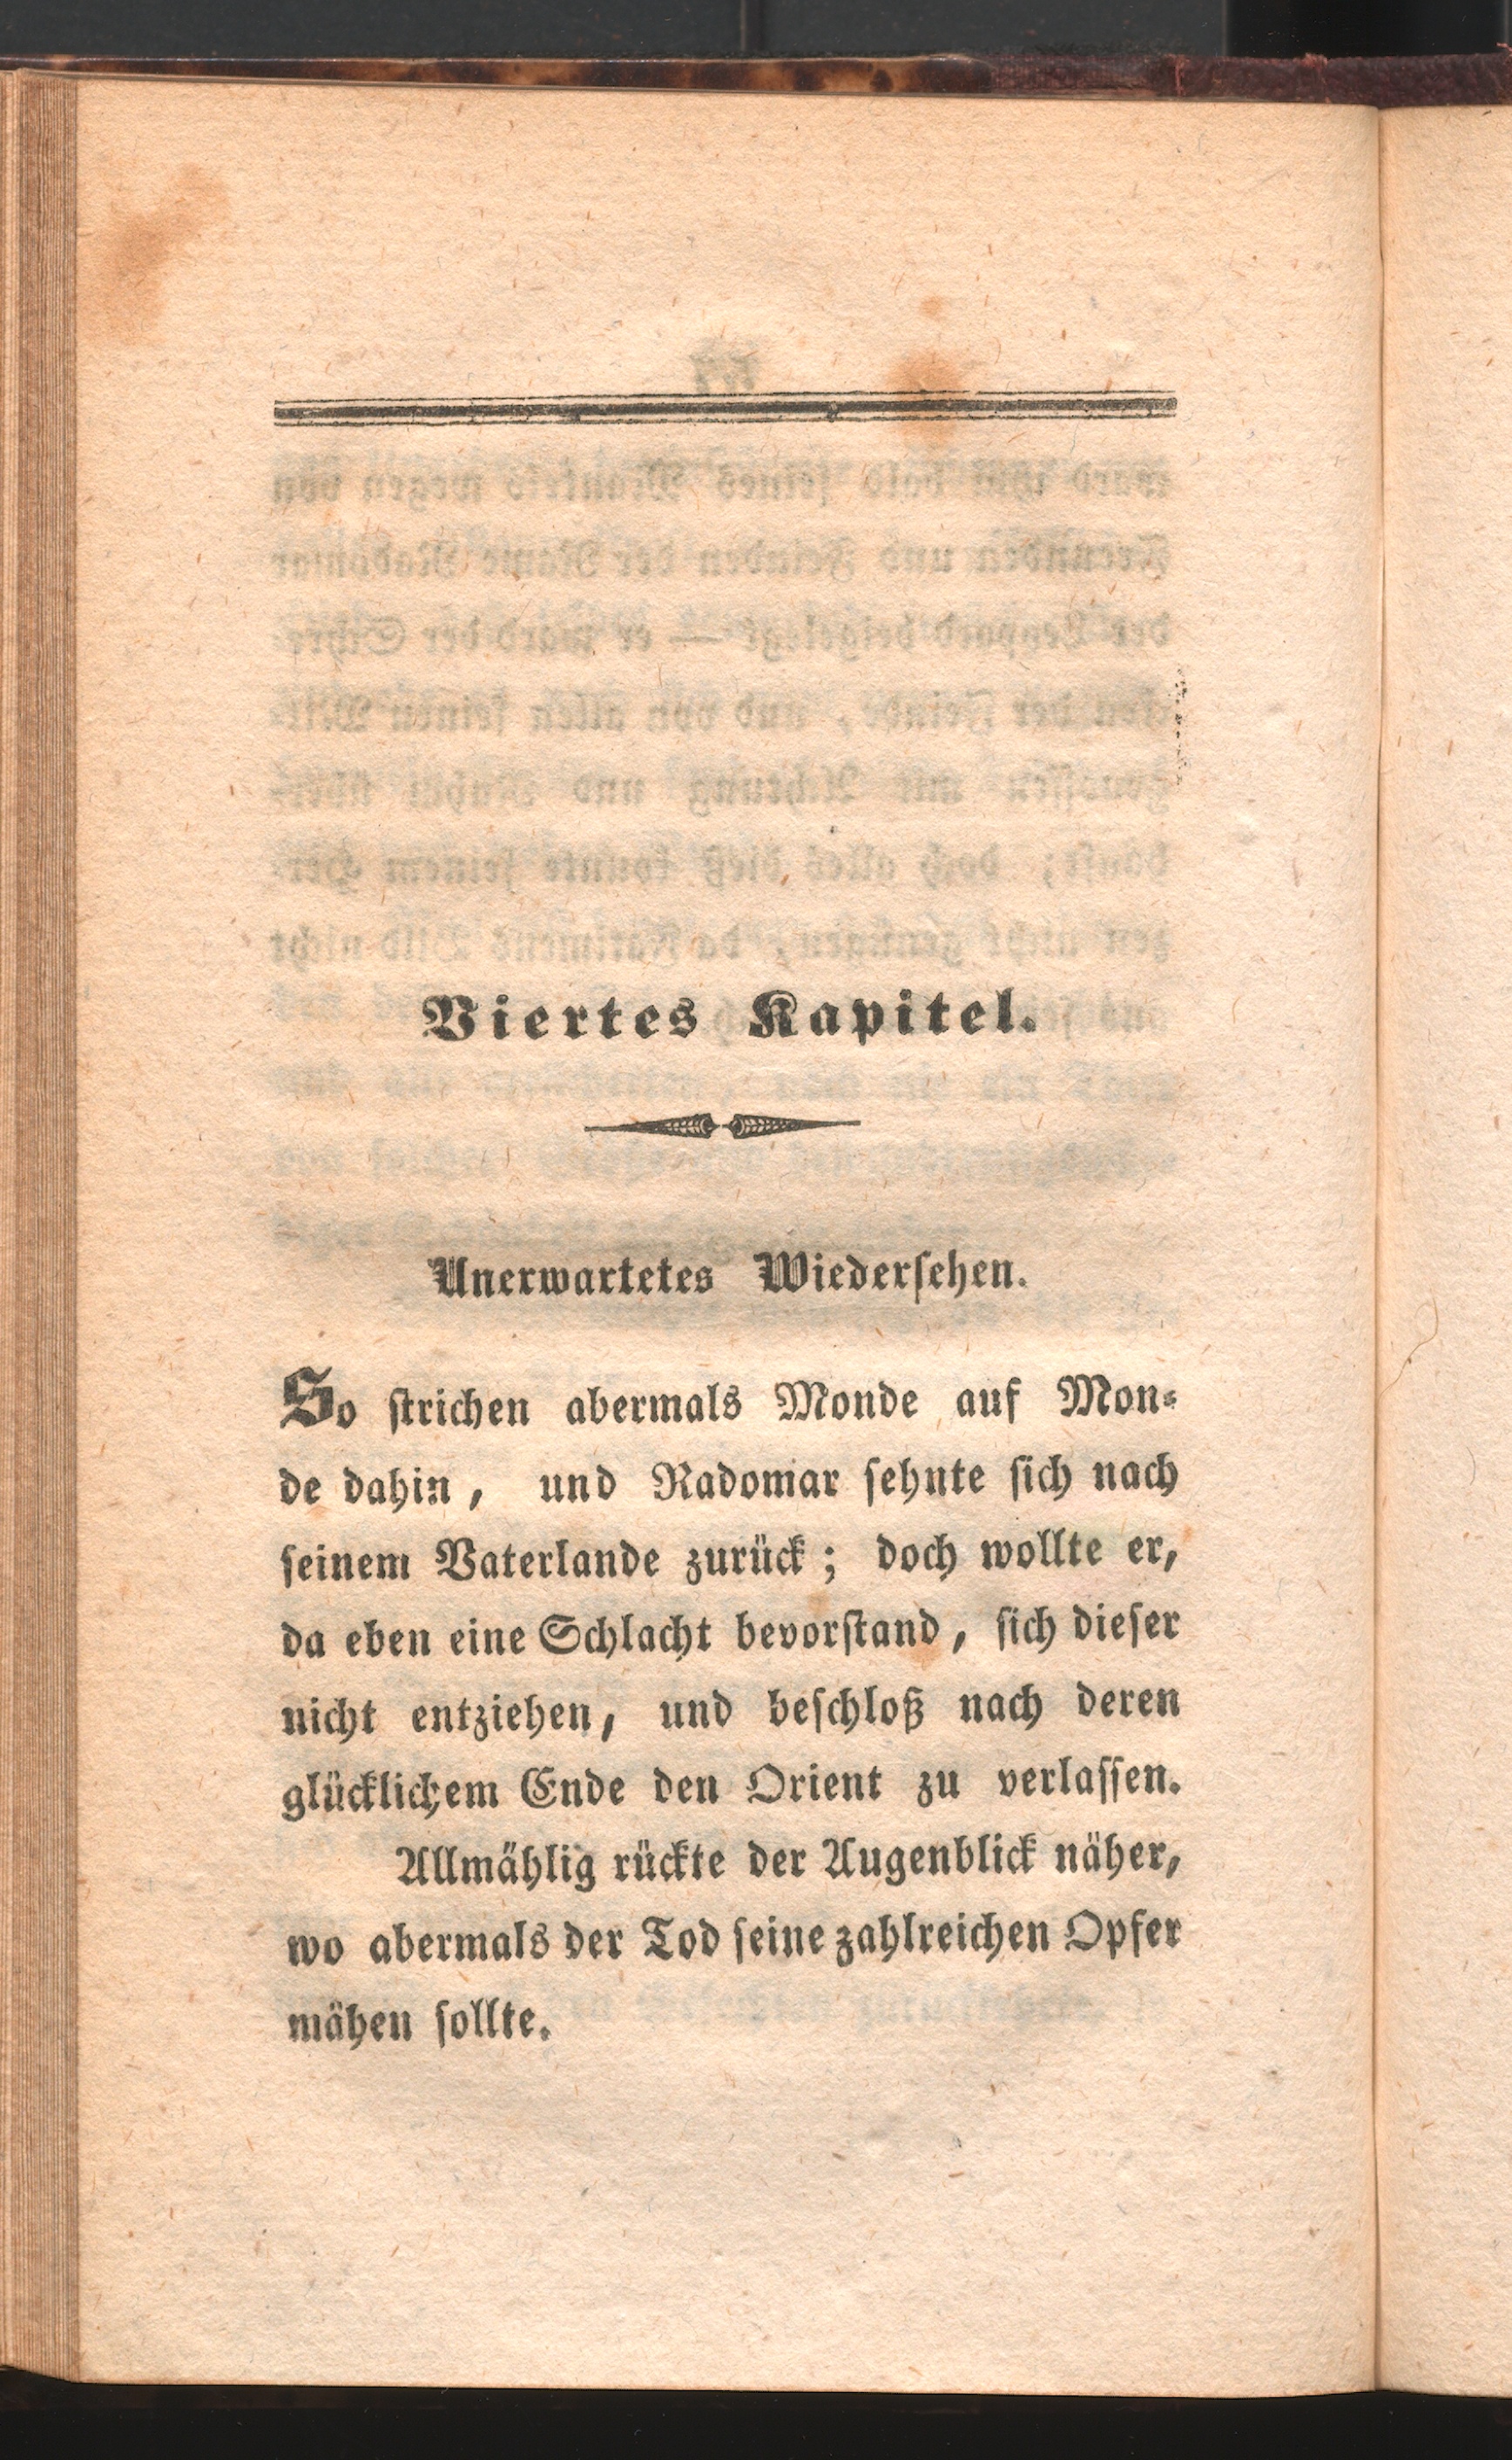 Viertes Kapitel.
Unerwartetes Wiedersehen.
So strichen abermals Monde auf Mon-
de dahin, und Radomar sehnte sich nach
seinem Vaterlande zurück; doch wollte er,
da eben eine Schlacht bevorstand, sich dieser
nicht entziehen, und beschloß nach deren
glücklichem Ende den Orient zu verlassen.
Allmählig rückte der Augenblick näher,
wo abermals der Tod seine zahlreichen Opfer
mähen sollte.